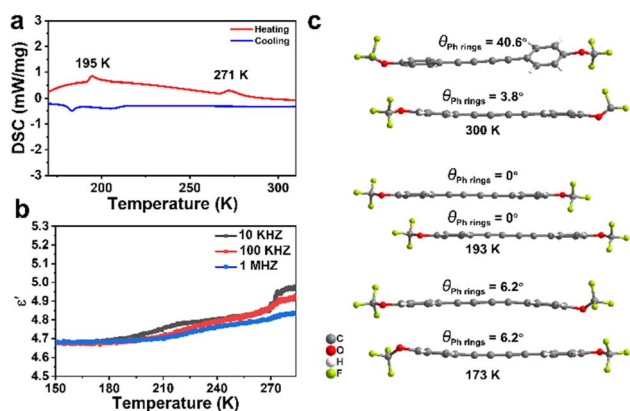 a
Heating
Cooling
195 K
271 K
DSC (mW/mg)
3
2
1
0
-1
-2
-3
200
250
300
Temperature (K)
b
10 KHZ
100 KHZ
1 MHZ
ε'
5.3
5.2
5.1
5.0
4.9
4.8
4.7
4.6
4.5
150
180
210
240
270
Temperature (K)
c
θPh rings = 40.6°
θPh rings = 3.8°
300 K
θPh rings = 0°
θPh rings = 0°
193 K
θPh rings = 6.2°
θPh rings = 6.2°
173 K
C
O
H
F